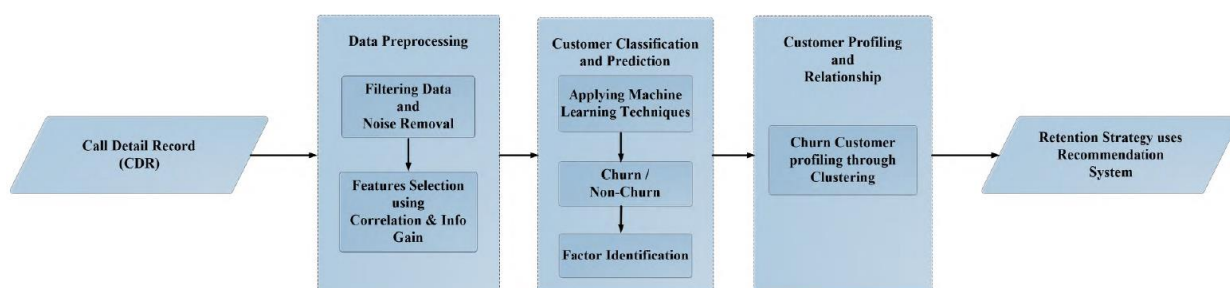 Call Detail Record
(CDR)
Data Preprocessing
Filtering Data
and
Noise Removal
Features Selection
using
Correlation & Info
Gain
Customer Classification
and Prediction
Applying Machine
Learning Techniques
Churn /
Non-Churn
Factor Identification
Customer Profiling
and
Relationship
Churn Customer
profiling through
Clustering
Retention Strategy uses
Recommendation
System